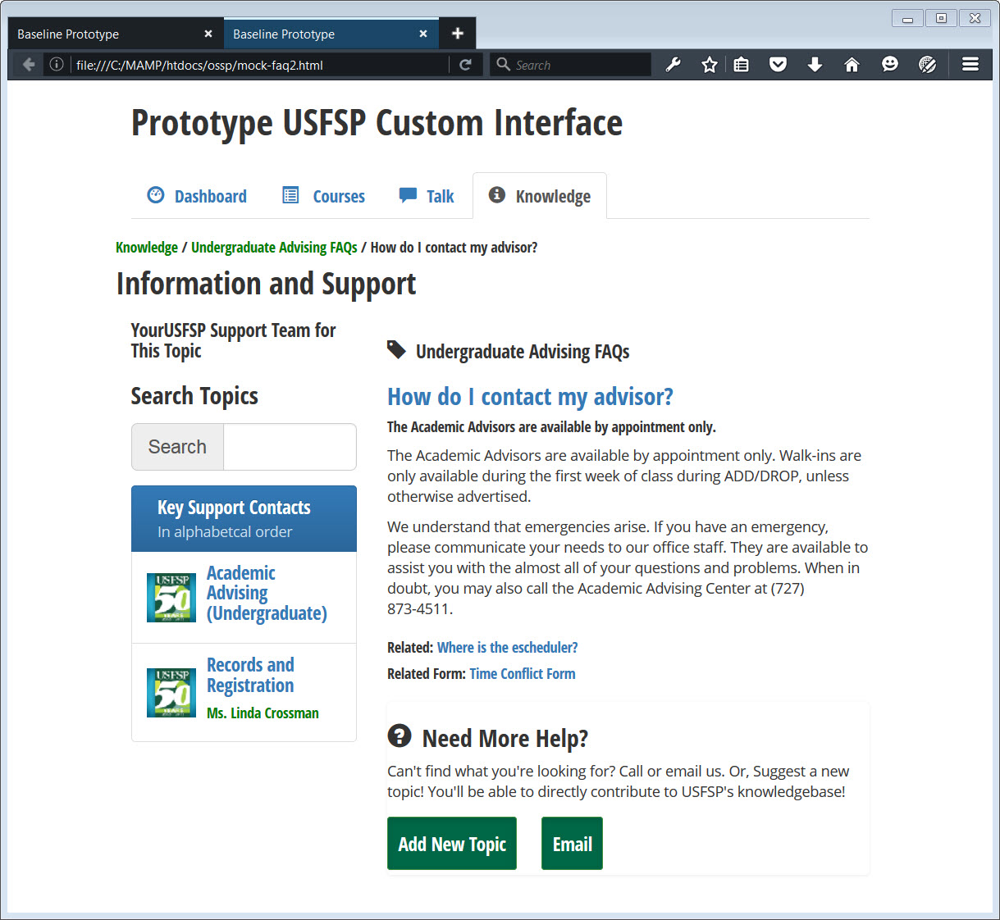 Baseline Prototype
Baseline Prototype
file:///C:/MAMP/htdocs/ossp/mock-faq2.html
Search
Prototype USFSP Custom Interface
Dashboard
Courses
Talk
Knowledge
Knowledge / Undergraduate Advising FAQs / How do I contact my advisor?
Information and Support
YourUSFSP Support Team for
This Topic
Search Topics
Search
Key Support Contacts
In alphabetcal order
USFSP
50
YEARS
Academic
Advising
(Undergraduate)
USFSP
50
YEARS
Records and
Registration
Ms. Linda Crossman
Undergraduate Advising FAQs
How do I contact my advisor?
The Academic Advisors are available by appointment only.
The Academic Advisors are available by appointment only. Walk-ins are
only available during the first week of class during ADD/DROP, unless
otherwise advertised.
We understand that emergencies arise. If you have an emergency,
please communicate your needs to our office staff. They are available to
assist you with the almost all of your questions and problems. When in
doubt, you may also call the Academic Advising Center at (727)
873-4511.
Related: Where is the escheduler?
Related Form: Time Conflict Form
Need More Help?
Can't find what you're looking for? Call or email us. Or, Suggest a new
topic! You'll be able to directly contribute to USFSP's knowledgebase!
Add New Topic
Email